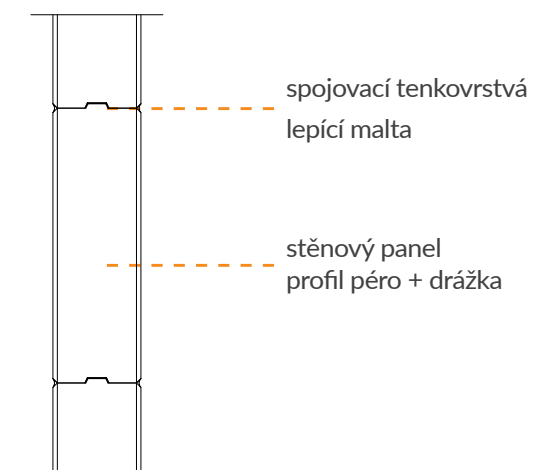 spojovací tenkovrstvá
lepící malta
stěnový panel
profil péro + drážka